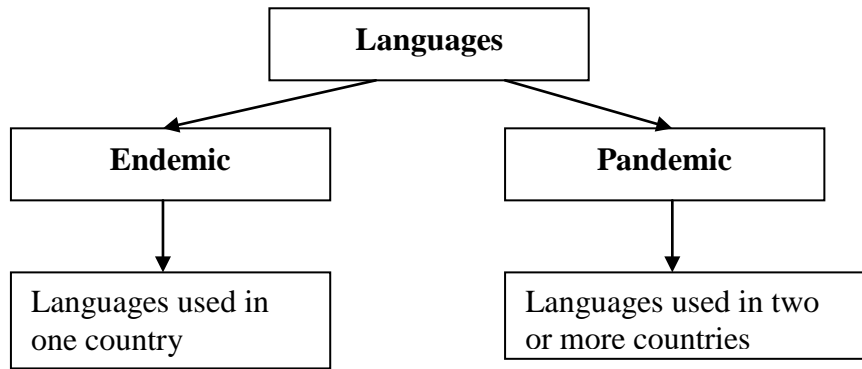 Languages
Endemic
Pandemic
Languages used in
one country
Languages used in two
or more countries